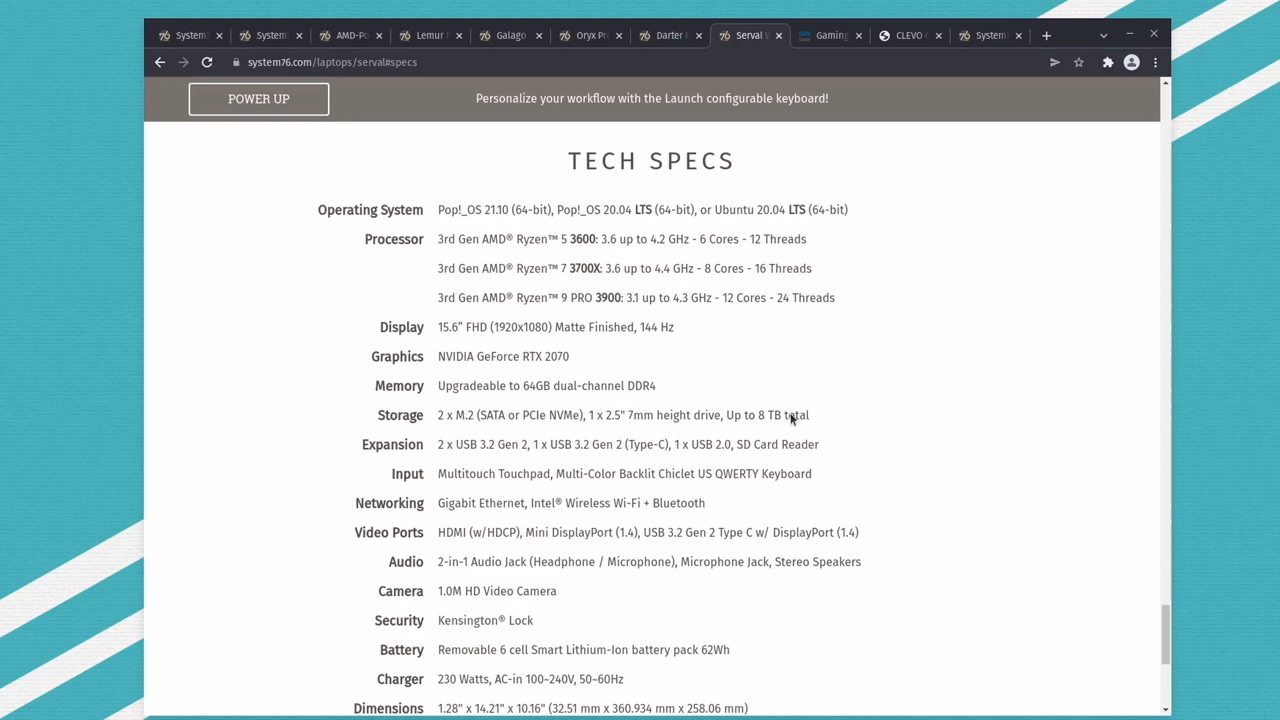 System7
System7
AMD-Po
Lemur P
Galago
Oryx Pr
Darter P
Serval W
Gaming
CLEVO C
System7
system76.com/laptops/serval#specs
POWER UP
Personalize your workflow with the Launch configurable keyboard!
TECH SPECS
Operating System Pop!_OS 21.10 (64-bit), Pop!_OS 20.04 LTS (64-bit), or Ubuntu 20.04 LTS (64-bit)
Processor 3rd Gen AMD® Ryzen™ 5 3600: 3.6 up to 4.2 GHz - 6 Cores - 12 Threads
3rd Gen AMD® Ryzen™ 7 3700X: 3.6 up to 4.4 GHz - 8 Cores - 16 Threads
3rd Gen AMD® Ryzen™ 9 PRO 3900: 3.1 up to 4.3 GHz - 12 Cores - 24 Threads
Display 15.6” FHD (1920x1080) Matte Finished, 144 Hz
Graphics NVIDIA GeForce RTX 2070
Memory Upgradeable to 64GB dual-channel DDR4
Storage 2 x M.2 (SATA or PCIe NVMe), 1 x 2.5" 7mm height drive, Up to 8 TB total
Expansion 2 x USB 3.2 Gen 2, 1 x USB 3.2 Gen 2 (Type-C), 1 x USB 2.0, SD Card Reader
Input Multitouch Touchpad, Multi-Color Backlit Chiclet US QWERTY Keyboard
Networking Gigabit Ethernet, Intel® Wireless Wi-Fi + Bluetooth
Video Ports HDMI (w/HDCP), Mini DisplayPort (1.4), USB 3.2 Gen 2 Type C w/ DisplayPort (1.4)
Audio 2-in-1 Audio Jack (Headphone / Microphone), Microphone Jack, Stereo Speakers
Camera 1.0M HD Video Camera
Security Kensington® Lock
Battery Removable 6 cell Smart Lithium-Ion battery pack 62Wh
Charger 230 Watts, AC-in 100~240V, 50~60Hz
Dimensions 1.28" x 14.21" x 10.16" (32.51 mm x 360.934 mm x 258.06 mm)